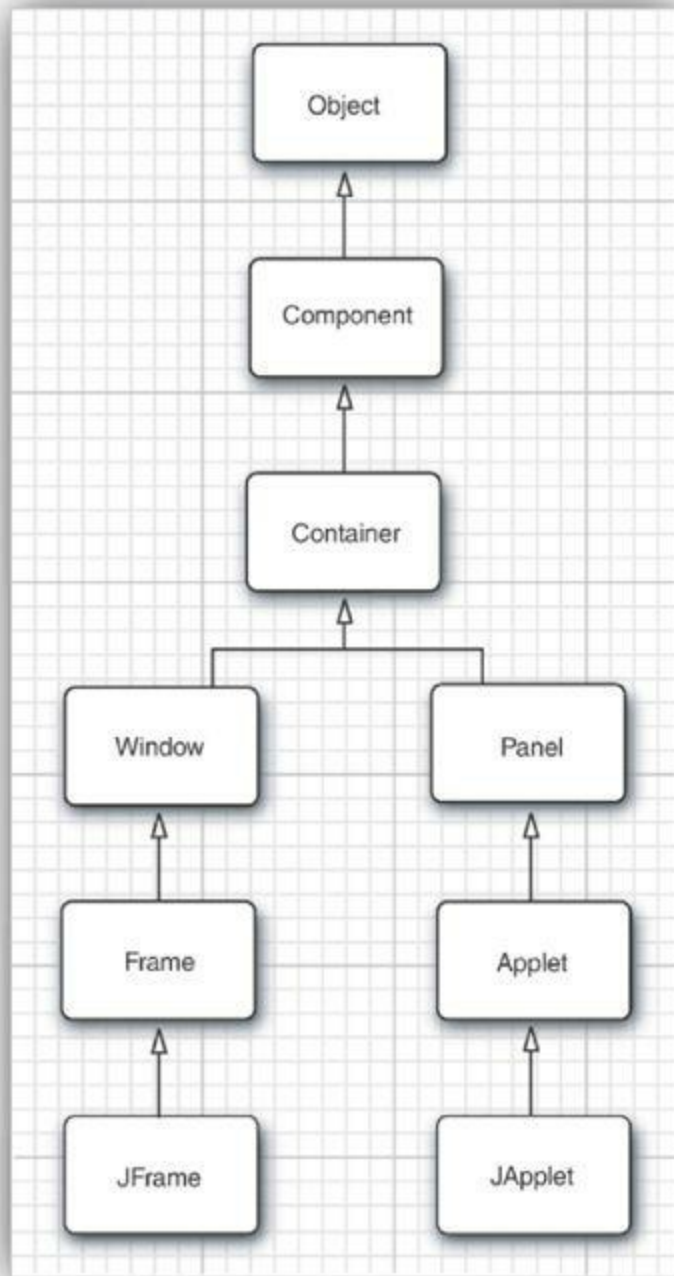 Object
Component
Container
Window
Panel
Frame
Applet
JFrame
JApplet